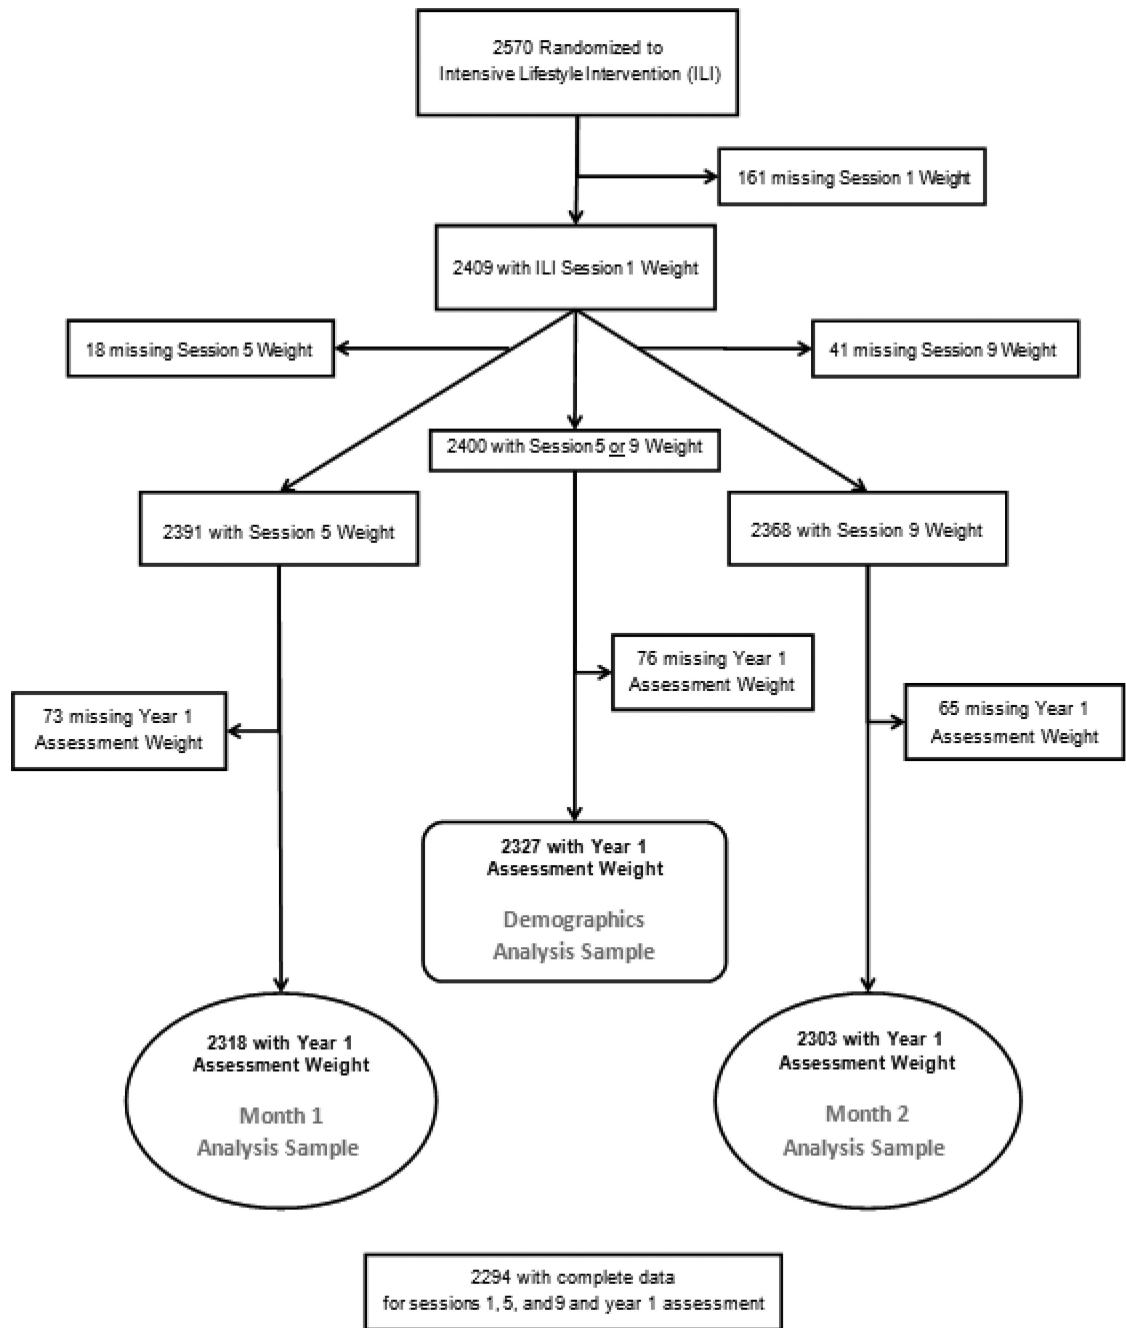 2570 Randomized to
Intensive Lifestyle Intervention (ILI)
161 missing Session 1 Weight
2409 with ILI Session 1 Weight
18 missing Session 5 Weight
41 missing Session 9 Weight
2400 with Session 5 or 9 Weight
2391 with Session 5 Weight
2368 with Session 9 Weight
76 missing Year 1
Assessment Weight
73 missing Year 1
Assessment Weight
65 missing Year 1
Assessment Weight
2327 with Year 1
Assessment Weight
Demographics
Analysis Sample
2318 with Year 1
Assessment Weight
Month 1
Analysis Sample
2303 with Year 1
Assessment Weight
Month 2
Analysis Sample
2294 with complete data
for sessions 1, 5, and 9 and year 1 assessment